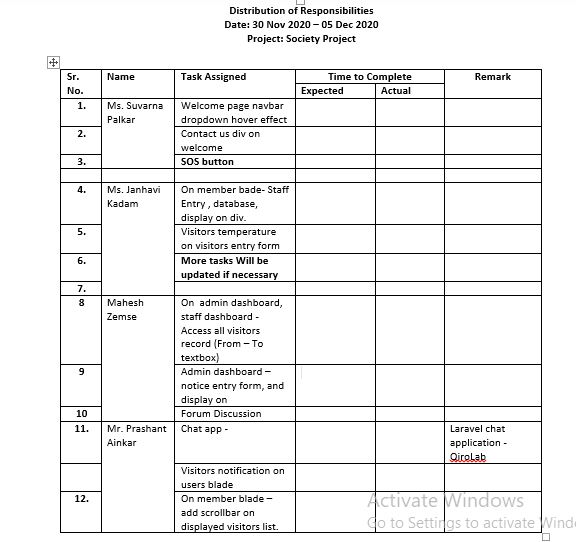 Distribution of Responsibilities
Date: 30 Nov 2020 – 05 Dec 2020
Project: Society Project
Sr. No.
Name
Task Assigned
Time to Complete
Expected
Actual
Remark
1.
Ms. Suvarna
Palkar
Welcome page navbar
dropdown hover effect
2.
Contact us div on
welcome
3.
SOS button
4.
Ms. Janhavi
Kadam
On member bade- Staff
Entry , database,
display on div.
5.
Visitors temperature
on visitors entry form
6.
More tasks Will be
updated if necessary
7.
8
Mahesh
Zemse
On  admin dashboard,
staff dashboard -
Access all visitors
record (From – To
textbox)
9
Admin dashboard –
notice entry form, and
display on
10
Forum Discussion
11.
Mr. Prashant
Ainkar
Chat app -
Laravel chat
application -
QiroLab
Visitors notification on
users blade
12.
On member blade –
add scrollbar on
displayed visitors list.
Activate Windows
Go to Settings to activate Windo